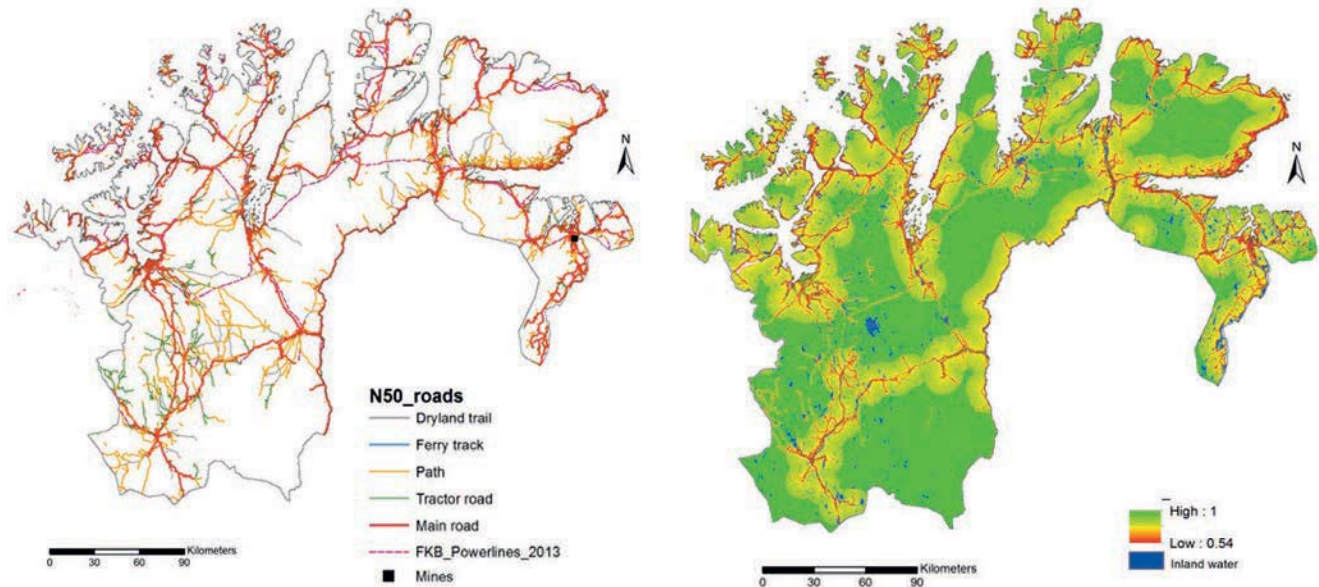 N
N50_roads
Dryland trail
Ferry track
Path
Tractor road
Main road
FKB_Powerlines_2013
Mines
Kilometers
0 30 60 90
N
High : 1
Low : 0.54
Inland water
Kilometers
0 30 60 90